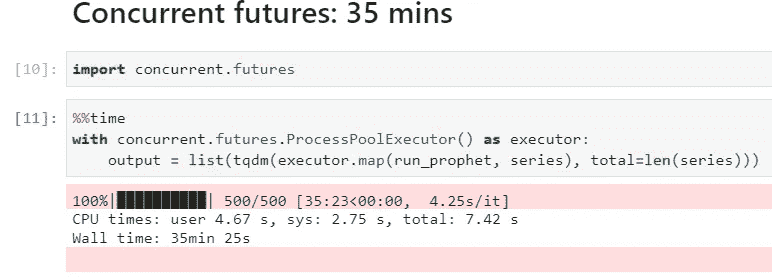 Concurrent futures: 35 mins
[10]: import concurrent.futures
[11]: %%time
with concurrent.futures.ProcessPoolExecutor() as executor:
    output = list(tqdm(executor.map(run_prophet, series), total=len(series)))
100%|██████████| 500/500 [35:23<00:00,  4.25s/it]
CPU times: user 4.67 s, sys: 2.75 s, total: 7.42 s
Wall time: 35min 25s